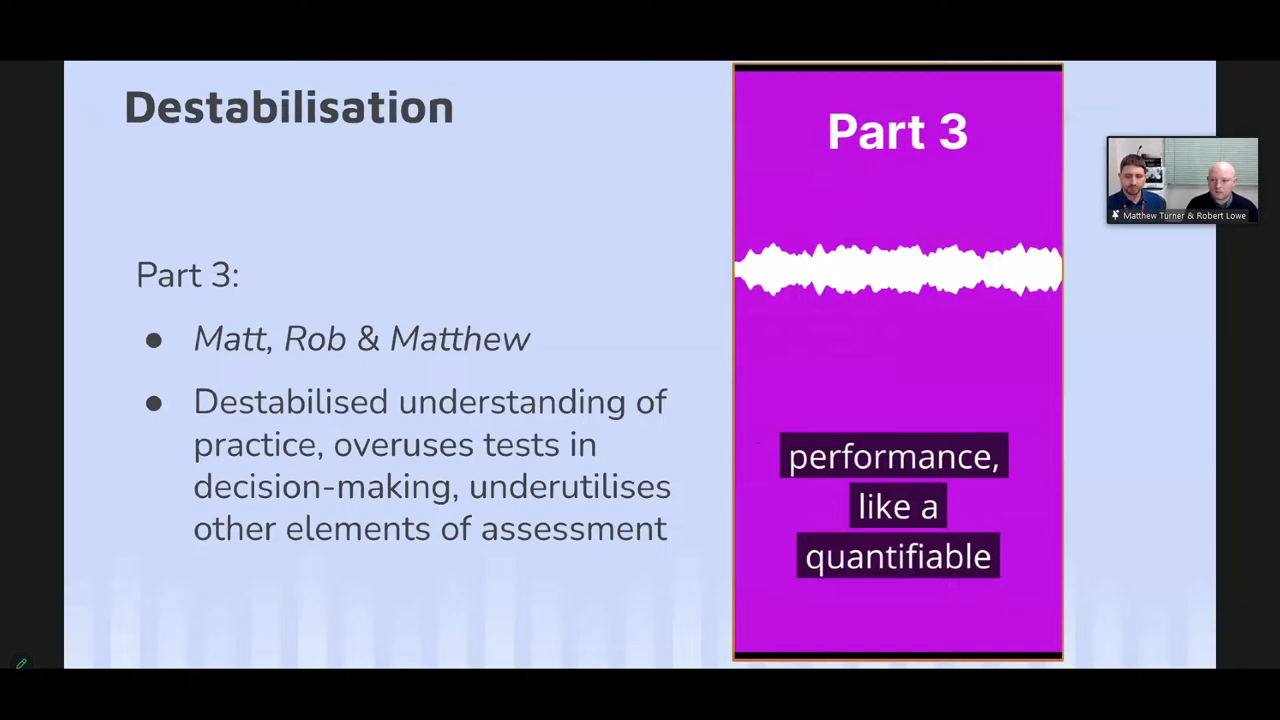 Destabilisation
Part 3:
● Matt, Rob & Matthew
● Destabilised understanding of
practice, overuses tests in
decision-making, underutilises
other elements of assessment
Part 3
performance,
like a
quantifiable
Matthew Turner & Robert Lowe